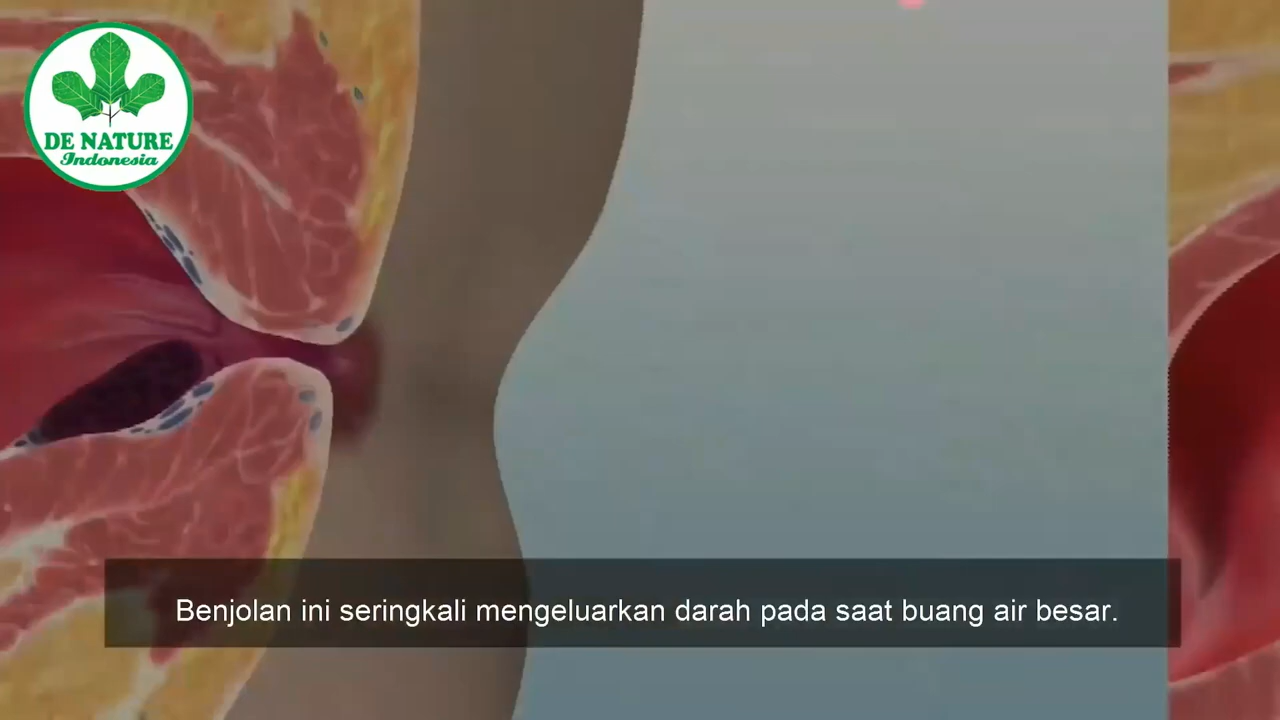 DE NATURE
Indonesia
Benjolan ini seringkali mengeluarkan darah pada saat buang air besar.